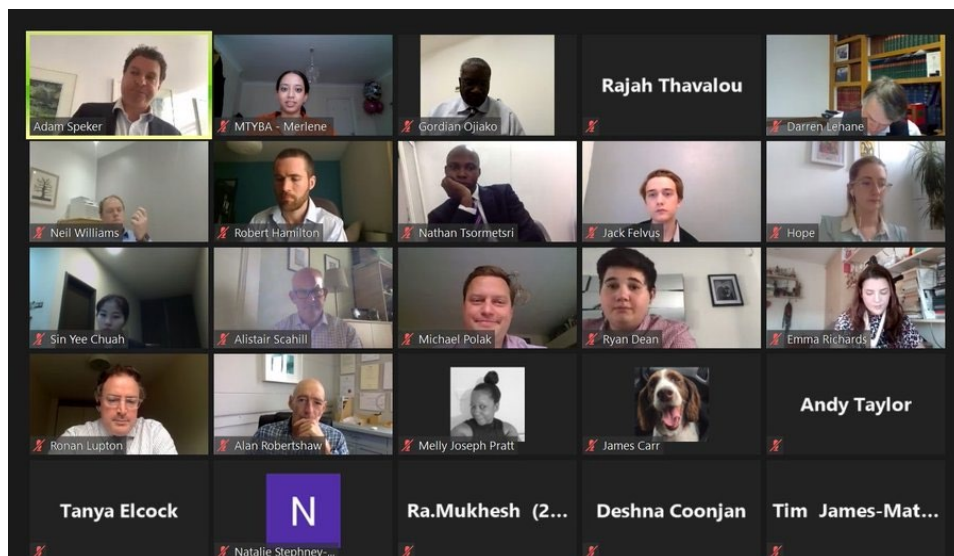 Adam Speker
MTYBA - Merlene
Gordian Ojiako
Rajah Thavalou
Darren Lehane
Neil Williams
Robert Hamilton
Nathan Tsormetsri
Jack Felvus
Hope
Sin Yee Chuah
Alistair Scahill
Michael Polak
Ryan Dean
Emma Richards
Ronan Lupton
Alan Robertshaw
Melly Joseph Pratt
James Carr
Andy Taylor
Tanya Elcock
N
Natalie Stephney-...
Ra.Mukhesh (2...
Deshna Coonjan
Tim James-Mat...